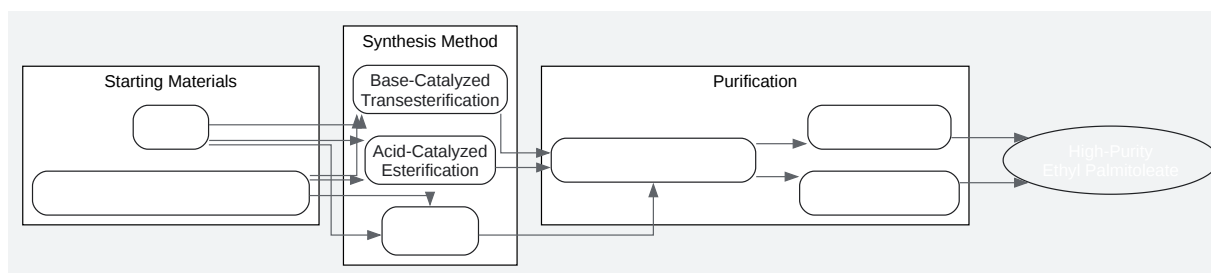 Synthesis Method
Starting Materials
Base-Catalyzed
Transesterification
Purification
Acid-Catalyzed
Esterification
High-Purity
Ethyl Palmitoleate